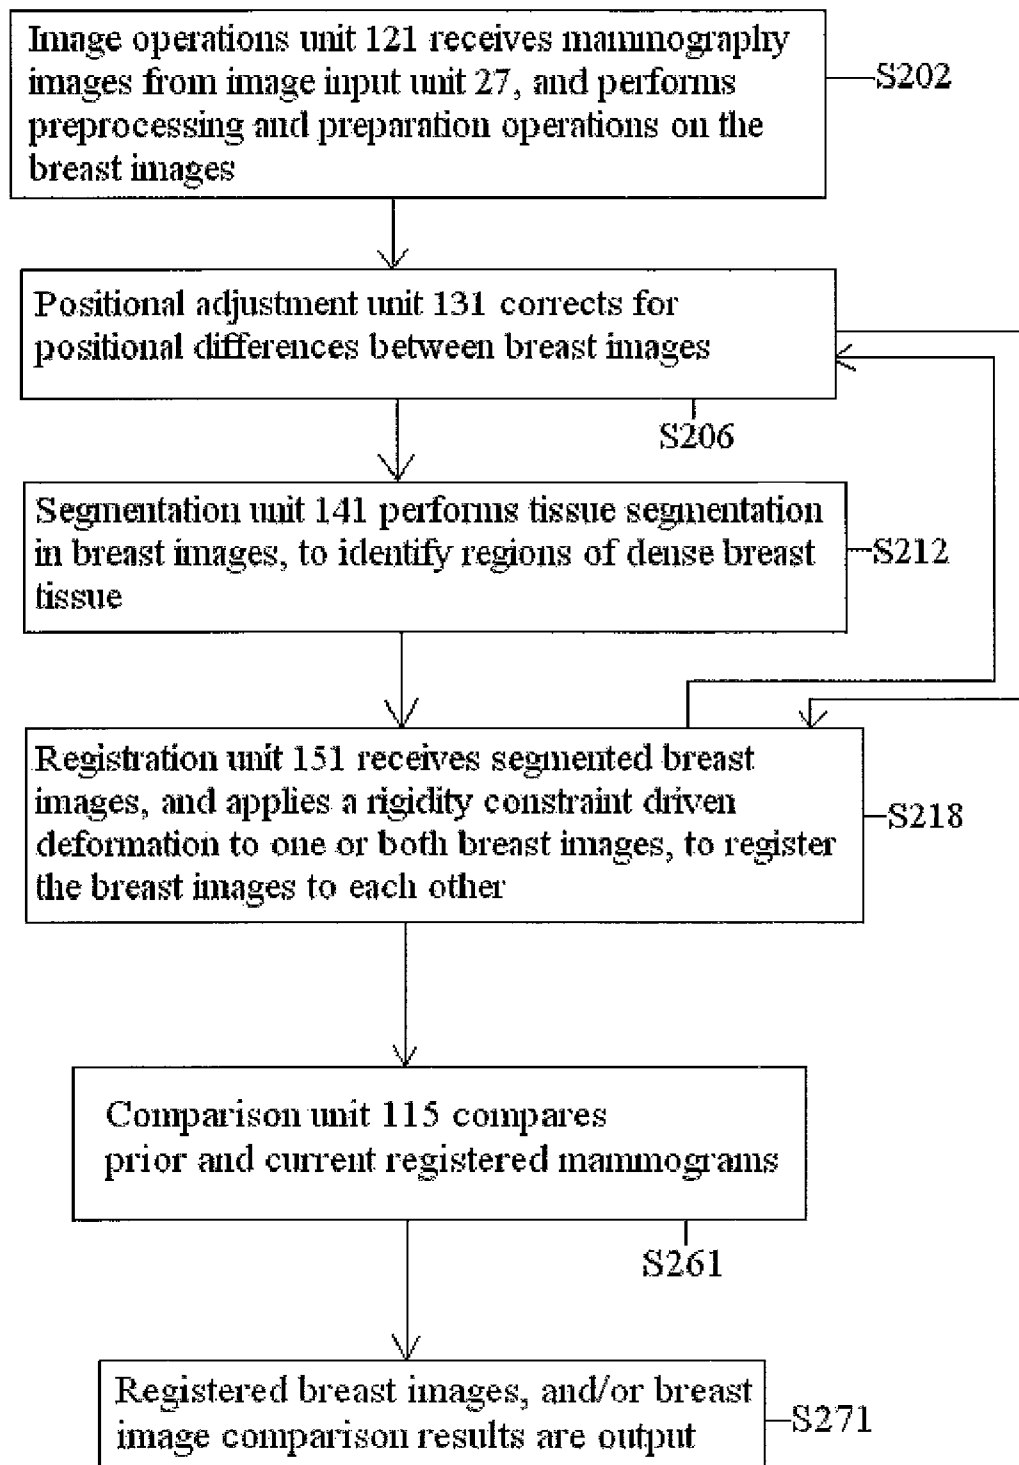 Image operations unit 121 receives mammography
images from image input unit 27, and performs
preprocessing and preparation operations on the
breast images
S202
Positional adjustment unit 131 corrects for
positional differences between breast images
S206
Segmentation unit 141 performs tissue segmentation
in breast images, to identify regions of dense breast
tissue
S212
Registration unit 151 receives segmented breast
images, and applies a rigidity constraint driven
deformation to one or both breast images, to register
the breast images to each other
S218
Comparison unit 115 compares
prior and current registered mammograms
S261
Registered breast images, and/or breast
image comparison results are output
S271